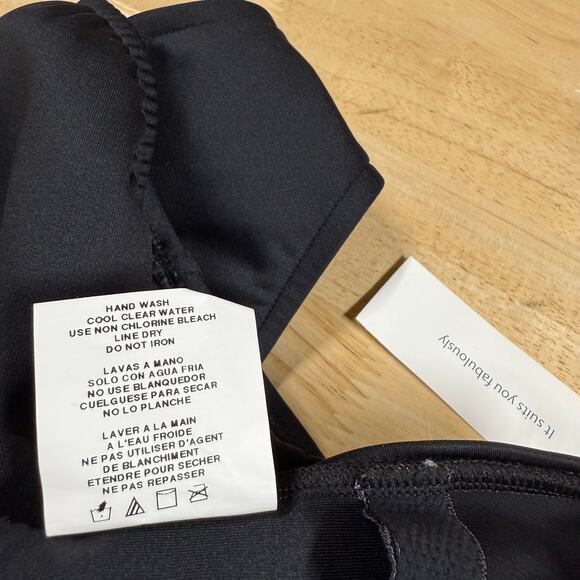 HAND WASH
COOL CLEAR WATER
USE NON CHLORINE BLEACH
LINE DRY
DO NOT IRON
LAVAS A MANO
SOLO CON AGUA FRIA
NO USE BLANQUEDOR
CUELGUESE PARA SECAR
NO LO PLANCHE
LAVER A LA MAIN
A L'EAU FROIDE
NE PAS UTILISER D'AGENT
DE BLANCHIMENT
ETENDRE POUR SECHER
NE PAS REPASSER
It suits you fabulously